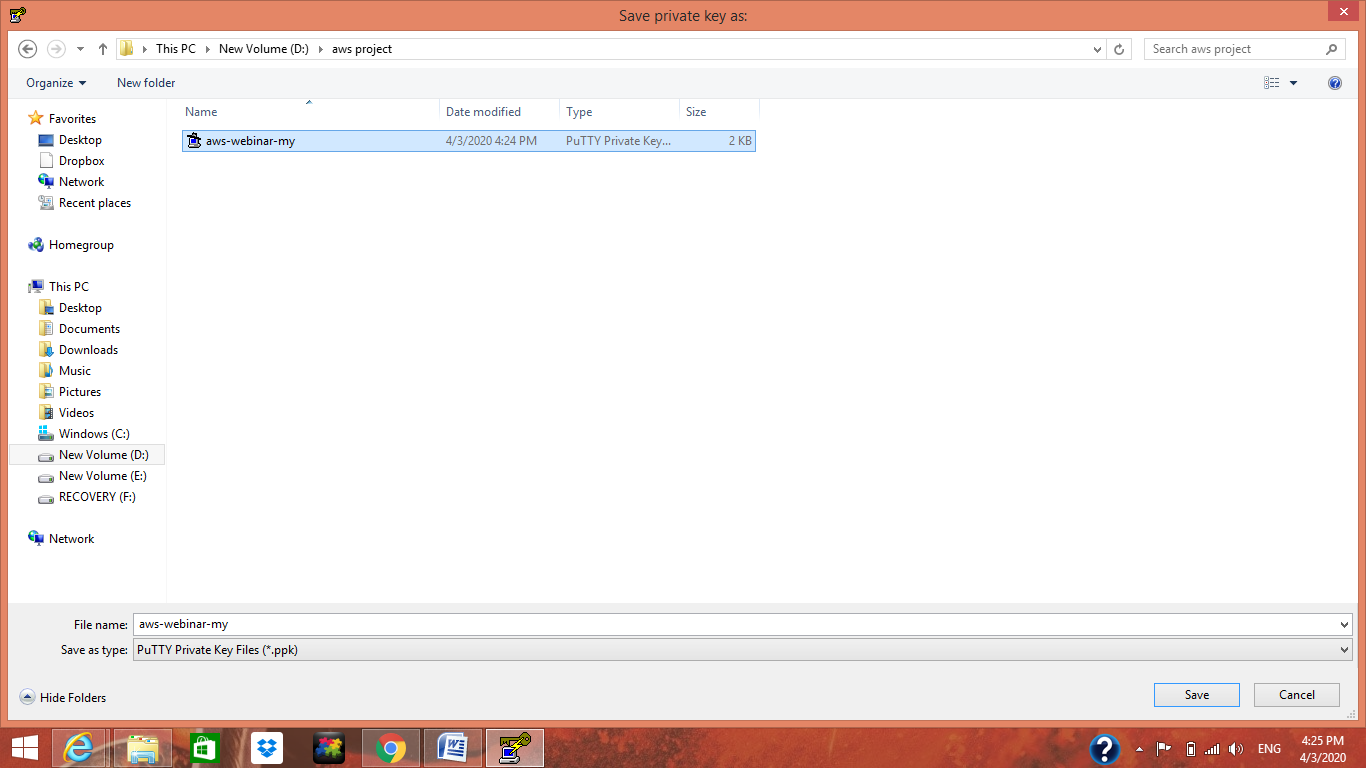 Save private key as:
This PC
New Volume (D:)
aws project
Search aws project
Organize
New folder
Name
Date modified
Type
Size
aws-webinar-my
4/3/2020 4:24 PM
PuTTY Private Key...
2 KB
Favorites
Desktop
Dropbox
Network
Recent places
Homegroup
This PC
Desktop
Documents
Downloads
Music
Pictures
Videos
Windows (C:)
New Volume (D:)
New Volume (E:)
RECOVERY (F:)
Network
File name: aws-webinar-my
Save as type: PuTTY Private Key Files (*.ppk)
Hide Folders
Save
Cancel
ENG
4:25 PM
4/3/2020